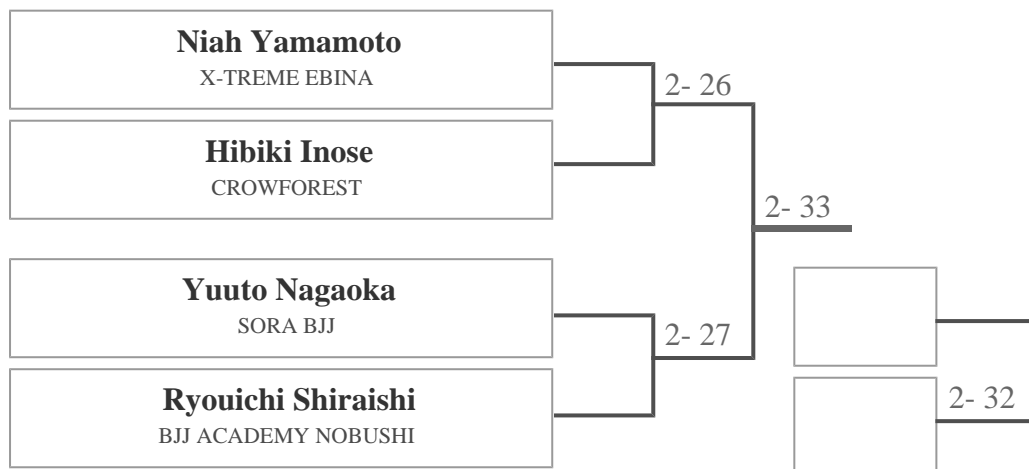 Niah Yamamoto
X-TREME EBINA
2- 26
Hibiki Inose
CROWFOREST
2- 33
Yuuto Nagaoka
SORA BJJ
2- 27
Ryouichi Shiraishi
BJJ ACADEMY NOBUSHI
2- 32